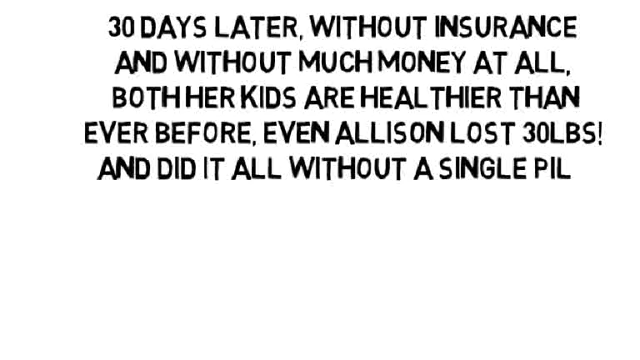 30 DAYS LATER, WITHOUT INSURANCE
AND WITHOUT MUCH MONEY AT ALL,
BOTH HER KIDS ARE HEALTHIER THAN
EVER BEFORE, EVEN ALLISON LOST 30LBS!
AND DID IT ALL WITHOUT A SINGLE PIL